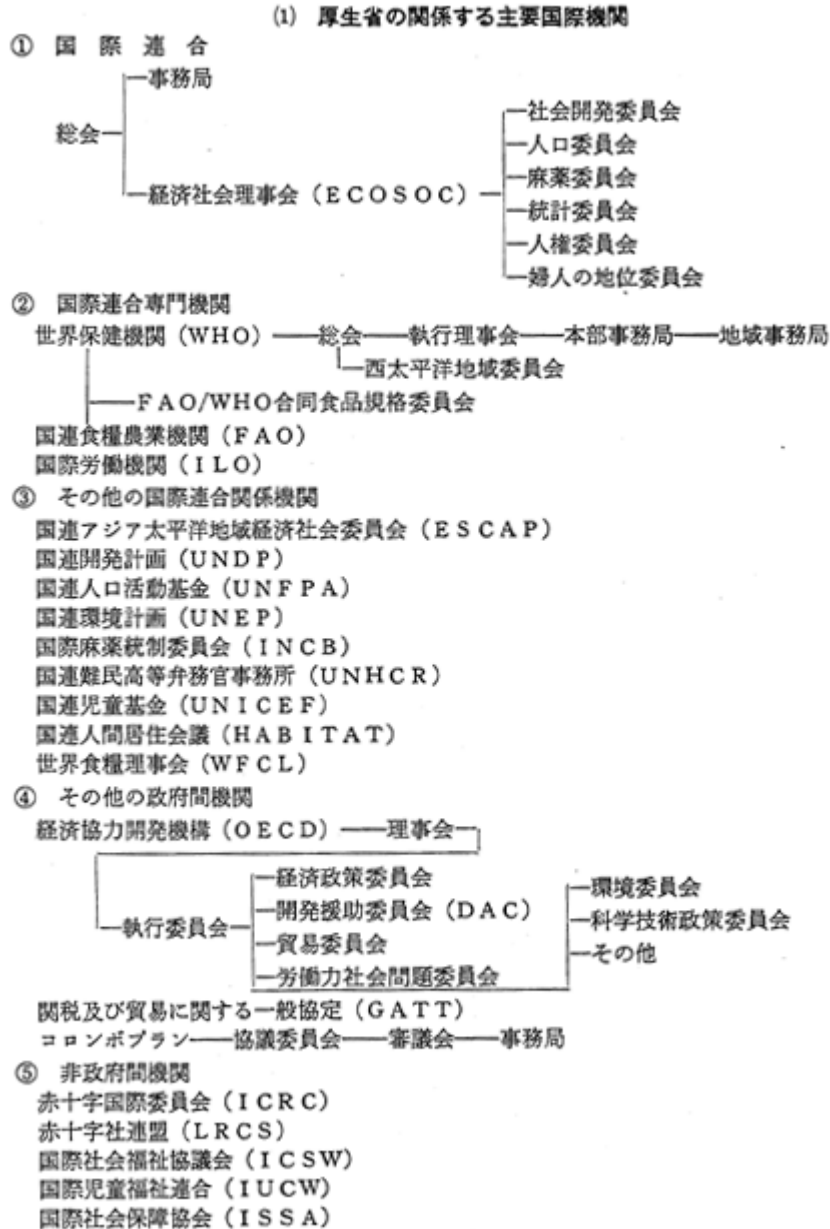 (1) 厚生省の関係する主要国際機関
① 国際連合
事務局
総会
経済社会理事会（ECOSOC）
社会開発委員会
人口委員会
麻薬委員会
統計委員会
人権委員会
婦人の地位委員会
② 国際連合専門機関
世界保健機関（WHO）――総会――執行理事会――本部事務局――地域事務局
西太平洋地域委員会
FAO/WHO合同食品規格委員会
国連食糧農業機関（FAO）
国際労働機関（ILO）
③ その他の国際連合関係機関
国連アジア太平洋地域経済社会委員会（ESCAP）
国連開発計画（UNDP）
国連人口活動基金（UNFPA）
国連環境計画（UNEP）
国際麻薬統制委員会（INCB）
国連難民高等弁務官事務所（UNHCR）
国連児童基金（UNICEF）
国連人間居住会議（HABITAT）
世界食糧理事会（WFCL）
④ その他の政府間機関
経済協力開発機構（OECD）――理事会
執行委員会
経済政策委員会
開発援助委員会（DAC）
貿易委員会
労働力社会問題委員会
環境委員会
科学技術政策委員会
その他
関税及び貿易に関する一般協定（GATT）
コロンボプラン――協議委員会――審議会――事務局
⑤ 非政府間機関
赤十字国際委員会（ICRC）
赤十字社連盟（LRCS）
国際社会福祉協議会（ICSW）
国際児童福祉連合（IUCW）
国際社会保障協会（ISSA）